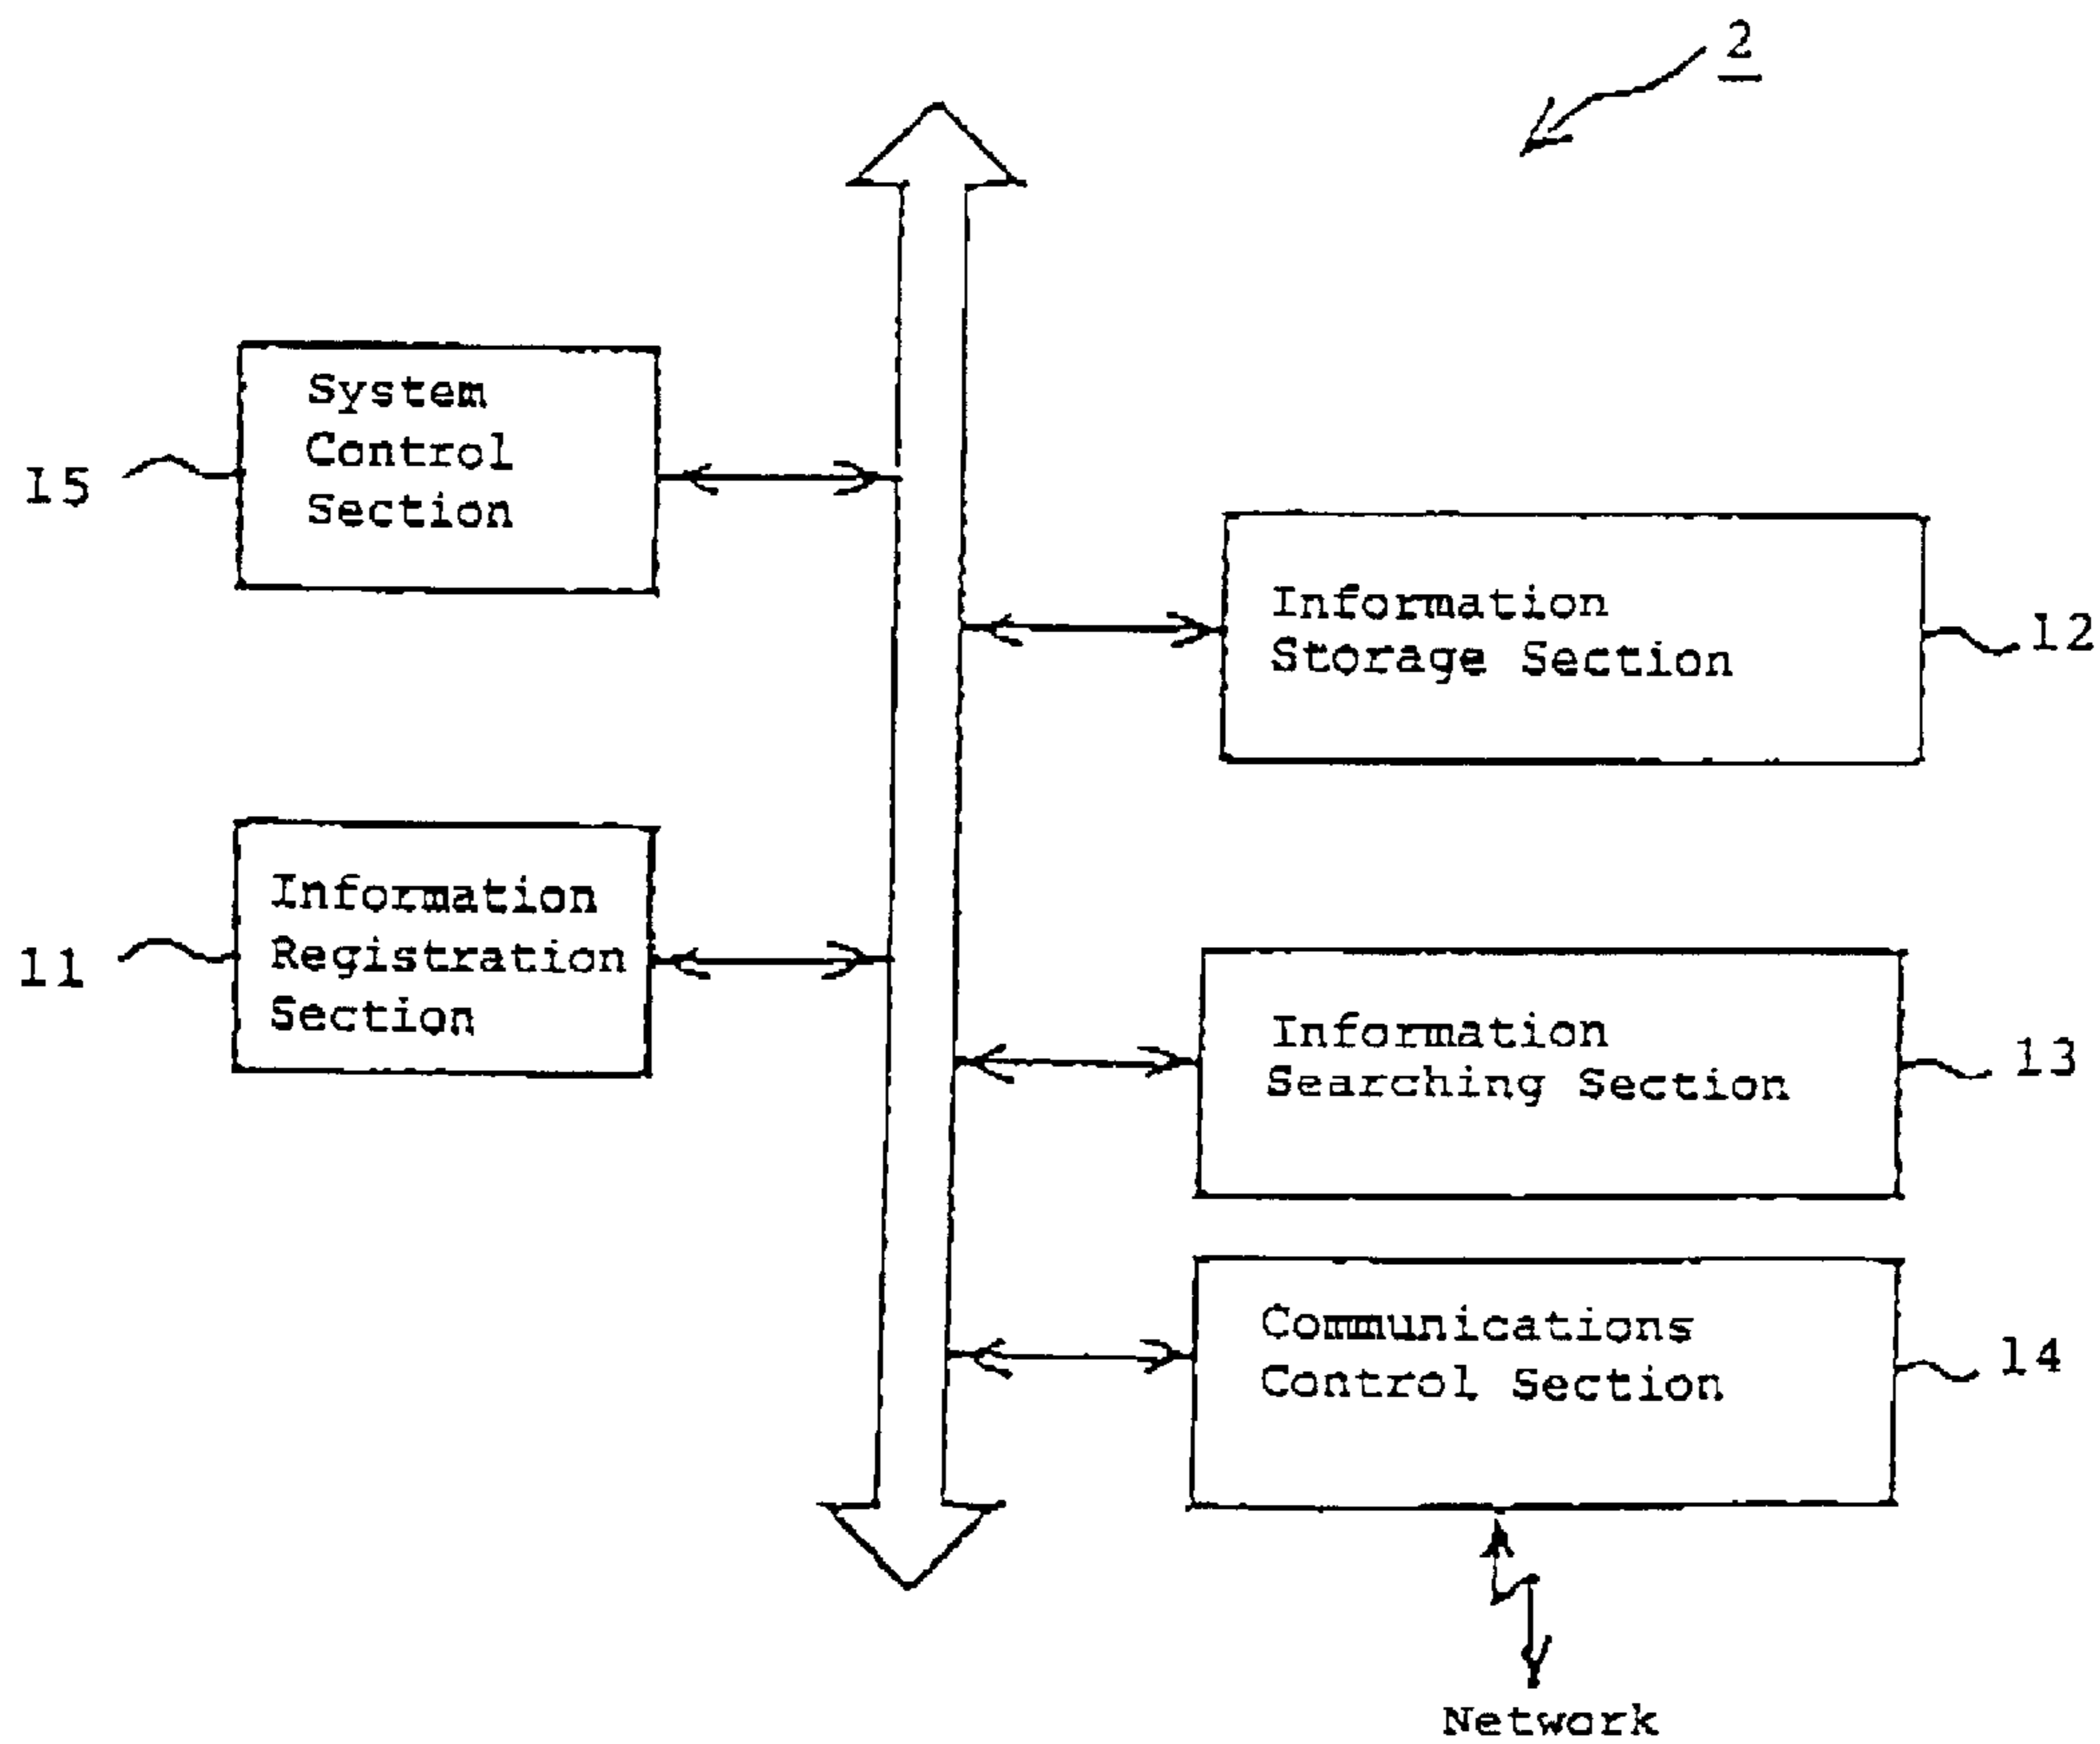 2
System
Control
Section
15
Information
Storage Section
12
Information
Registration
Section
11
Information
Searching Section
13
Communications
Control Section
14
Network